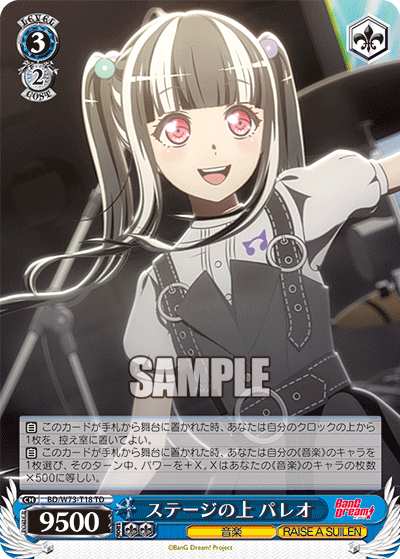 LEVEL
3
2
COST
SAMPLE
自 このカードが手札から舞台に置かれた時、あなたは自分のクロックの上から
1枚を、控え室に置いてよい。
自 このカードが手札から舞台に置かれた時、あなたは自分の《音楽》のキャラを
1枚選び、そのターン中、パワーを＋X。Xはあなたの《音楽》のキャラの枚数
×500に等しい。
CH BD/W73-T18 TD
ステージの上 パレオ
BanG Dream!
9500
音楽
RAISE A SUILEN
©BanG Dream! Project